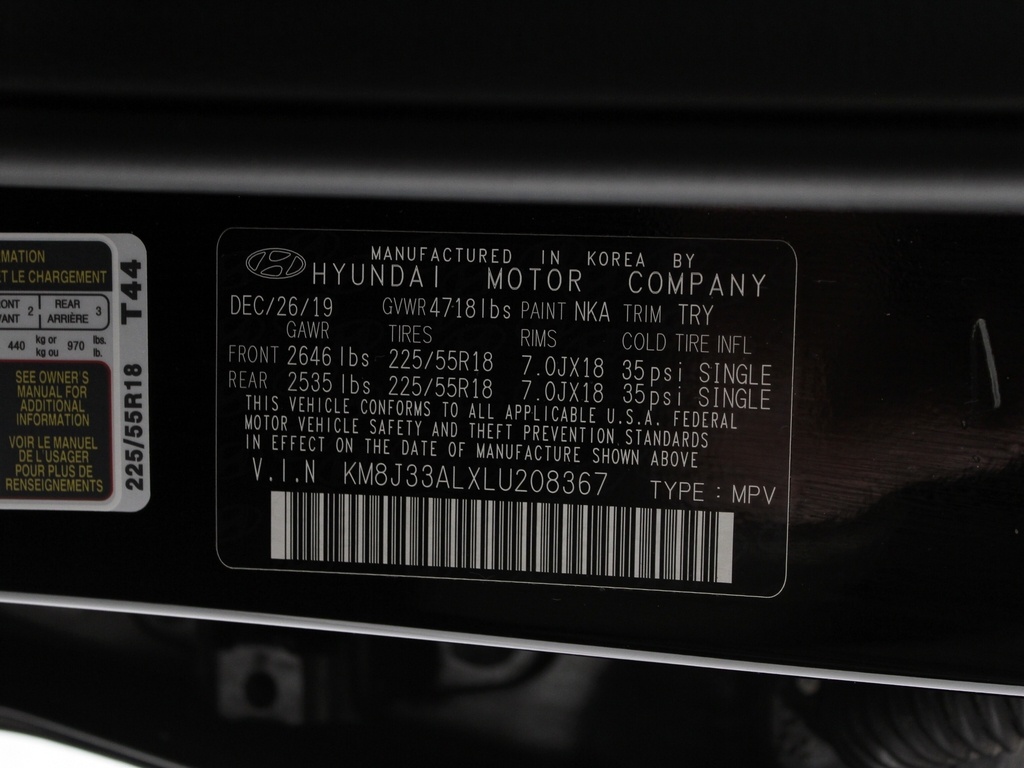 MATION
ET LE CHARGEMENT
ONT 2 REAR 3
VANT ARRIÈRE
440 kg or 970 lbs.
kg ou lb.
SEE OWNER'S
MANUAL FOR
ADDITIONAL
INFORMATION
VOIR LE MANUEL
DE L'USAGER
POUR PLUS DE
RENSEIGNEMENTS
225/55R18 T44
MANUFACTURED IN KOREA BY
HYUNDAI MOTOR COMPANY
DEC/26/19 GVWR 4718 lbs PAINT NKA TRIM TRY
GAWR TIRES RIMS COLD TIRE INFL
FRONT 2646 lbs 225/55R18 7.0JX18 35psi SINGLE
REAR 2535 lbs 225/55R18 7.0JX18 35psi SINGLE
THIS VEHICLE CONFORMS TO ALL APPLICABLE U.S.A. FEDERAL
MOTOR VEHICLE SAFETY AND THEFT PREVENTION STANDARDS
IN EFFECT ON THE DATE OF MANUFACTURE SHOWN ABOVE
V.I.N KM8J33ALXLU208367 TYPE : MPV